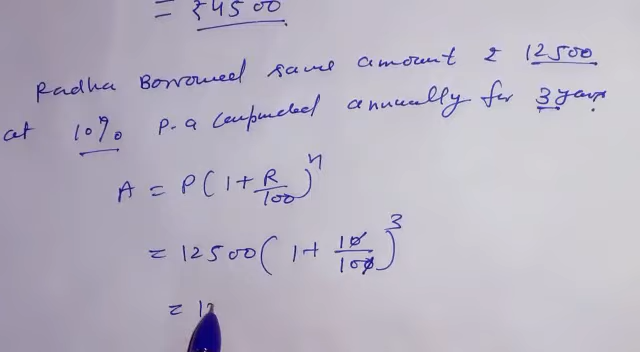 = ₹4500
Radha Borrowed same amount ₹ 12500
at 10% p.a compounded annually for 3 years.
A = P(1+R/100)^n
= 12500(1+10/100)^3
= 1